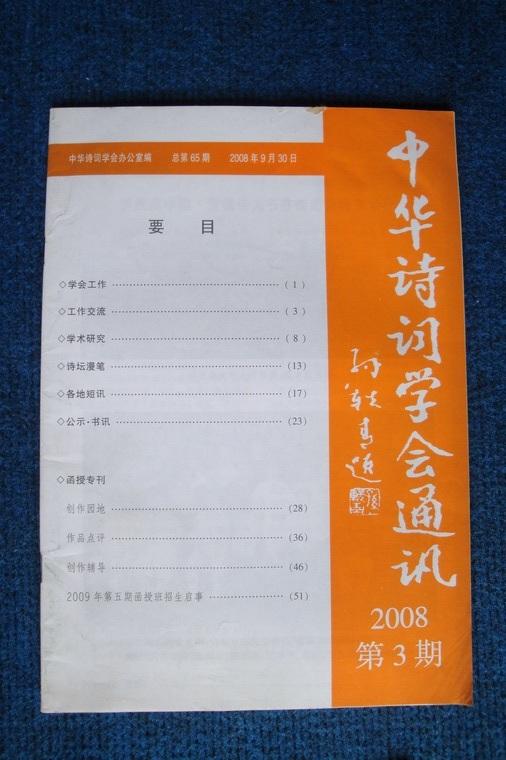 中华诗词学会办公室编 总第65期 2008年9月30日
要 目
◇学会工作 ………………………………… ( 1 )
◇工作交流 ………………………………… ( 3 )
◇学术研究 ………………………………… ( 8 )
◇诗坛漫笔 ………………………………… (13)
◇各地短讯 ………………………………… (17)
◇公示·书讯 ………………………………… (23)
◇函授专刊
创作园地 ………………………………… (28)
作品点评 ………………………………… (36)
创作辅导 ………………………………… (46)
2009年第五期函授班招生启事 ……………… (51)
中华诗词学会通讯
孙轶青题
2008
第3期